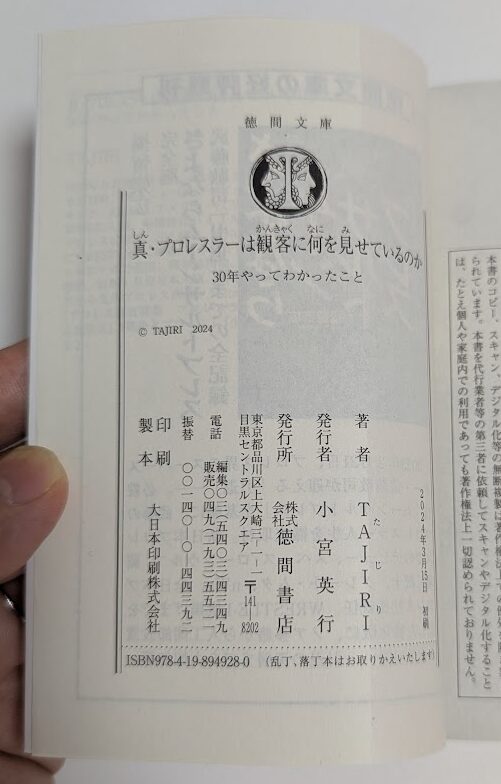 徳間文庫
真・プロレスラーは観客に何を見せているのか
しん
かんきゃく
なに
み
30年やってわかったこと
© TAJIRI 2024
2024年3月15日 初刷
著者 TAJIRI
たじり
発行者 小宮英行
発行所 株式会社徳間書店
東京都品川区上大崎三-一-一
目黒セントラルスクエア 〒141-8202
電話 編集〇三(五四〇三)四三四九
販売〇四九(二九三)五五二一
振替 〇〇一四〇-〇-四四三九二
印刷
製本 大日本印刷株式会社
ISBN978-4-19-894928-0 (乱丁、落丁本はお取りかえいたします)
本書のコピー、スキャン、デジタル化等の無断複製は著作権法上の
られています。本書を代行業者等の第三者に依頼してスキャンやデジタル化すること
は、たとえ個人や家庭内での利用であっても著作権法上一切認められておりません。